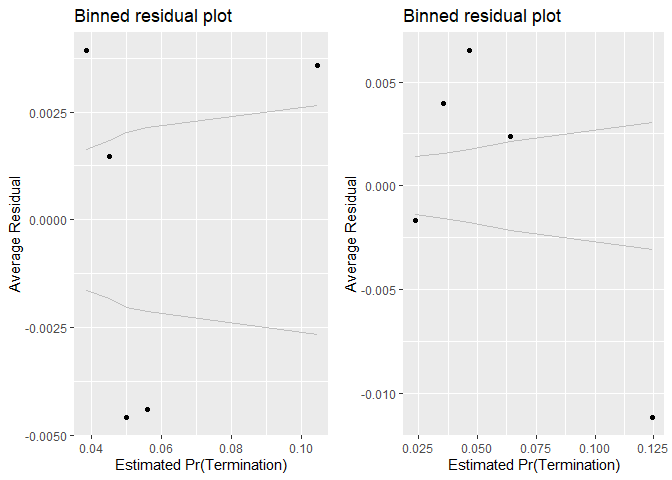 Binned residual plot
Average Residual
0.0025
0.0000
-0.0025
-0.0050
0.04 0.06 0.08 0.10
Estimated Pr(Termination)
Binned residual plot
Average Residual
0.005
0.000
-0.005
-0.010
0.025 0.050 0.075 0.100 0.125
Estimated Pr(Termination)